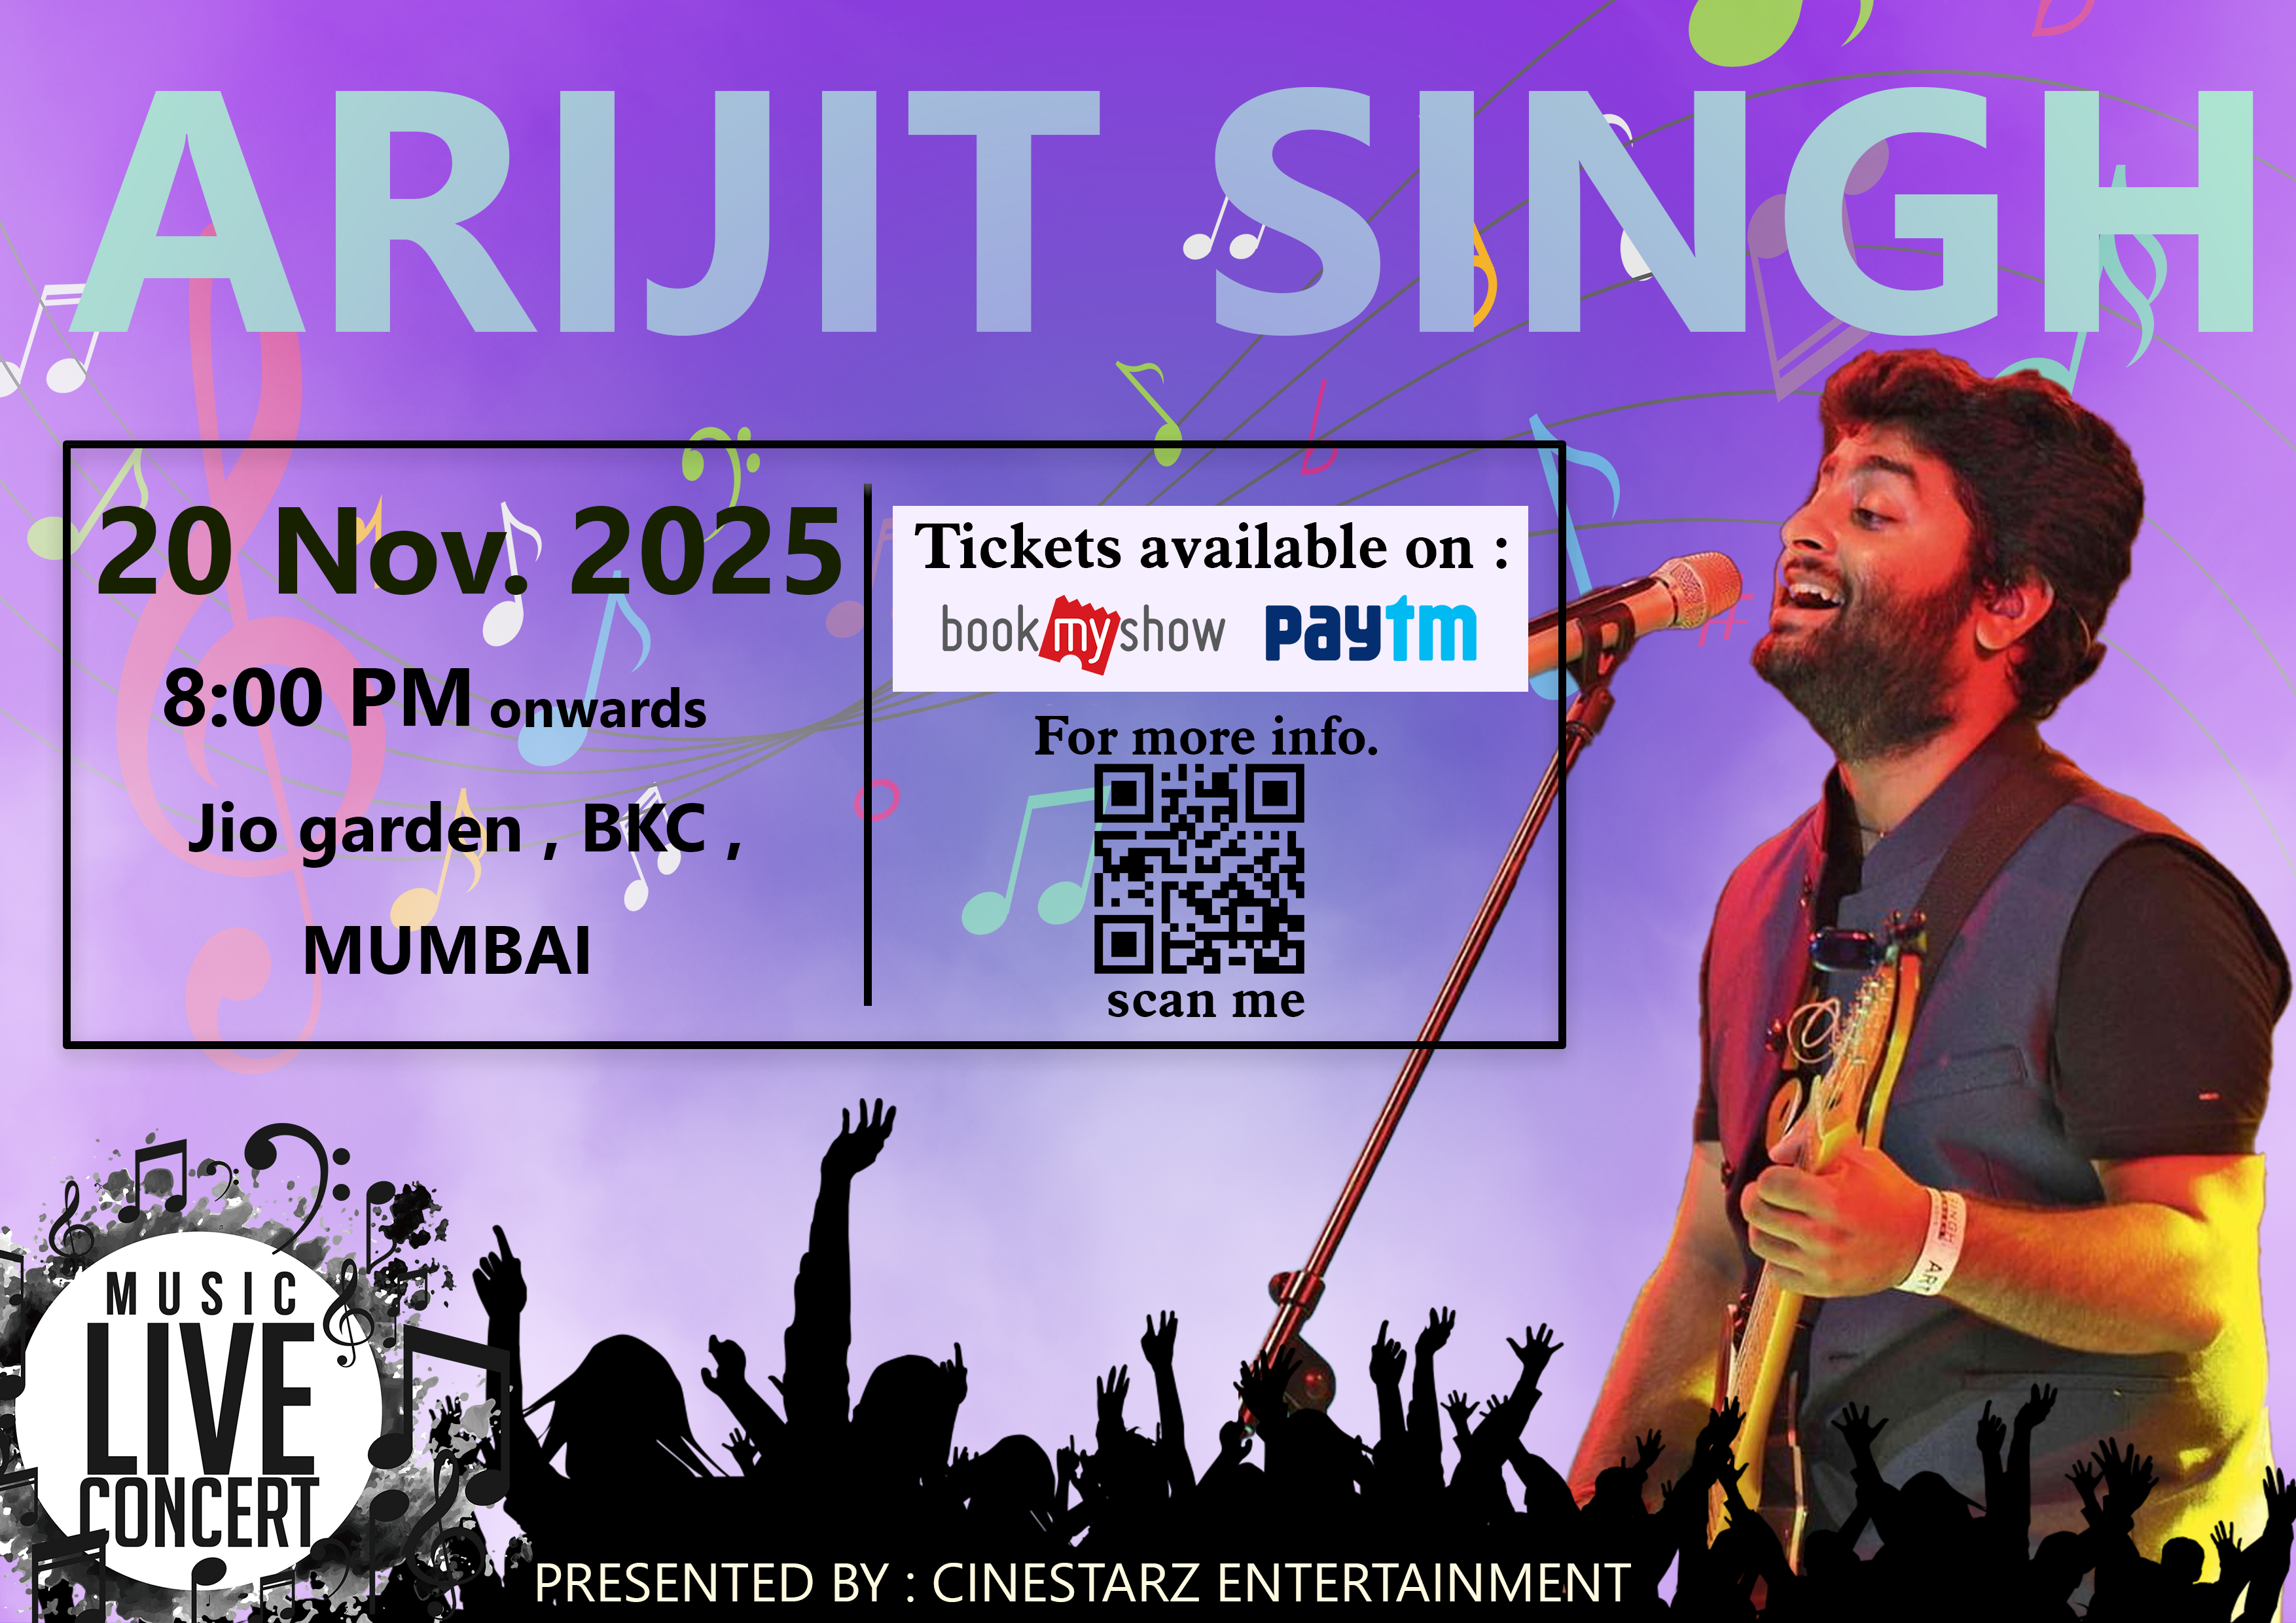 ARIJIT SINGH
20 Nov. 2025
8:00 PM onwards
Jio garden , BKC ,
MUMBAI
Tickets available on :
bookmyshow paytm
For more info.
scan me
MUSIC
LIVE
CONCERT
PRESENTED BY : CINESTARZ ENTERTAINMENT